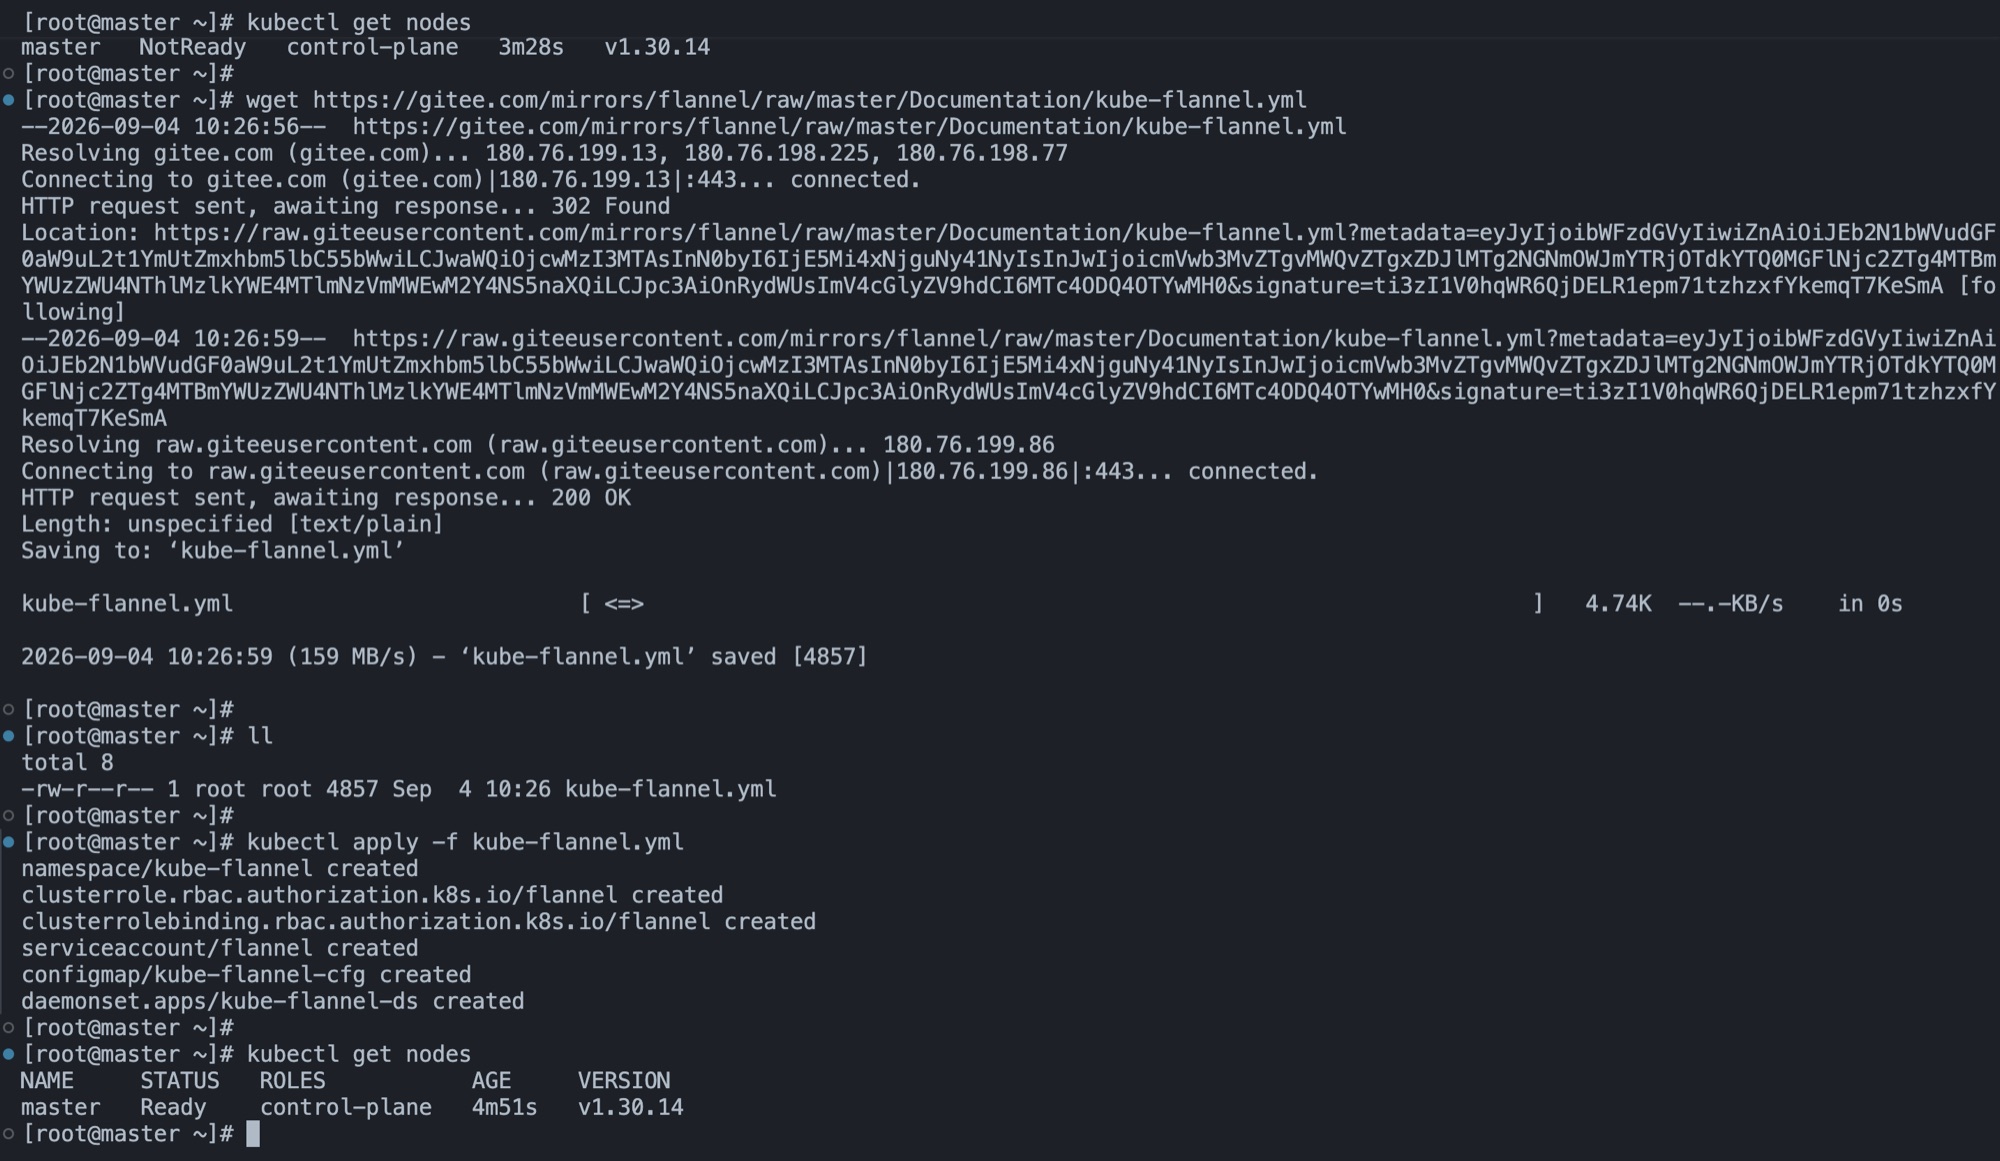 [root@master ~]# kubectl get nodes
master   NotReady   control-plane   3m28s   v1.30.14
[root@master ~]#
[root@master ~]# wget https://gitee.com/mirrors/flannel/raw/master/Documentation/kube-flannel.yml
--2026-09-04 10:26:56--  https://gitee.com/mirrors/flannel/raw/master/Documentation/kube-flannel.yml
Resolving gitee.com (gitee.com)... 180.76.199.13, 180.76.198.225, 180.76.198.77
Connecting to gitee.com (gitee.com)|180.76.199.13|:443... connected.
HTTP request sent, awaiting response... 302 Found
Location: https://raw.giteeusercontent.com/mirrors/flannel/raw/master/Documentation/kube-flannel.yml?metadata=eyJyIjoibWFzdGVyIiwiZnAiOiJEb2N1bWVudGF
0aW9uL2t1YmUtZmxhbm5lbC55bWwiLCJwaWQiOjcwMzI3MTAsInN0byI6IjE5Mi4xNjguNy41NyIsInJwIjoicmVwb3MvZTgvMWQvZTgxZDJlMTg2NGNmOWJmYTRjOTdkYTQ0MGFlNjc2ZTg4MTBm
YWUzZWU4NThlMzlkYWE4MTlmNzVmMWEwM2Y4NS5naXQiLCJpc3AiOnRydWUsImV4cGlyZV9hdCI6MTc4ODQ4OTYwMH0&signature=ti3zI1V0hqWR6QjDELR1epm71tzhzxfYkemqT7KeSmA [fo
llowing]
--2026-09-04 10:26:59--  https://raw.giteeusercontent.com/mirrors/flannel/raw/master/Documentation/kube-flannel.yml?metadata=eyJyIjoibWFzdGVyIiwiZnAi
OiJEb2N1bWVudGF0aW9uL2t1YmUtZmxhbm5lbC55bWwiLCJwaWQiOjcwMzI3MTAsInN0byI6IjE5Mi4xNjguNy41NyIsInJwIjoicmVwb3MvZTgvMWQvZTgxZDJlMTg2NGNmOWJmYTRjOTdkYTQ0M
GFlNjc2ZTg4MTBmYWUzZWU4NThlMzlkYWE4MTlmNzVmMWEwM2Y4NS5naXQiLCJpc3AiOnRydWUsImV4cGlyZV9hdCI6MTc4ODQ4OTYwMH0&signature=ti3zI1V0hqWR6QjDELR1epm71tzhzxfY
kemqT7KeSmA
Resolving raw.giteeusercontent.com (raw.giteeusercontent.com)... 180.76.199.86
Connecting to raw.giteeusercontent.com (raw.giteeusercontent.com)|180.76.199.86|:443... connected.
HTTP request sent, awaiting response... 200 OK
Length: unspecified [text/plain]
Saving to: ‘kube-flannel.yml’
kube-flannel.yml                          [ <=>                                                                   ]   4.74K  --.-KB/s    in 0s
2026-09-04 10:26:59 (159 MB/s) - ‘kube-flannel.yml’ saved [4857]
[root@master ~]#
[root@master ~]# ll
total 8
-rw-r--r-- 1 root root 4857 Sep  4 10:26 kube-flannel.yml
[root@master ~]#
[root@master ~]# kubectl apply -f kube-flannel.yml
namespace/kube-flannel created
clusterrole.rbac.authorization.k8s.io/flannel created
clusterrolebinding.rbac.authorization.k8s.io/flannel created
serviceaccount/flannel created
configmap/kube-flannel-cfg created
daemonset.apps/kube-flannel-ds created
[root@master ~]#
[root@master ~]# kubectl get nodes
NAME     STATUS   ROLES           AGE     VERSION
master   Ready    control-plane   4m51s   v1.30.14
[root@master ~]#